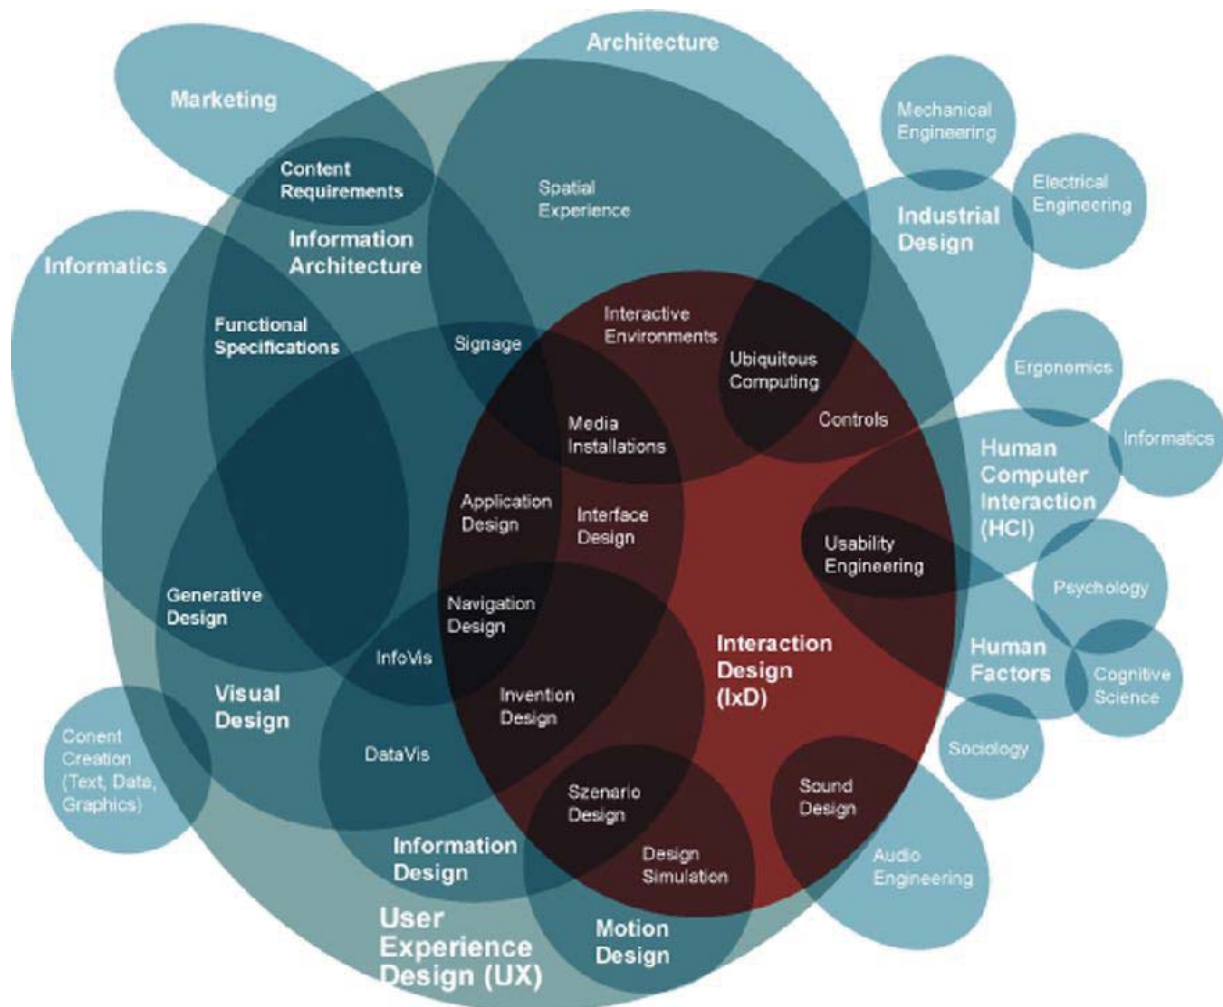 Architecture
Marketing
Mechanical
Engineering
Content
Requirements
Spatial
Experience
Electrical
Engineering
Industrial
Design
Information
Architecture
Informatics
Functional
Specifications
Signage
Interactive
Environments
Ubiquitous
Computing
Ergonomics
Controls
Media
Installations
Informatics
Human
Computer
Interaction
(HCI)
Application
Design
Interface
Design
Usability
Engineering
Psychology
Generative
Design
Navigation
Design
InfoVis
Interaction
Design
(IxD)
Human
Factors
Cognitive
Science
Visual
Design
Invention
Design
Sociology
Conent
Creation
(Text, Data,
Graphics)
DataVis
Szenario
Design
Sound
Design
Information
Design
Design
Simulation
Audio
Engineering
User
Experience
Design (UX)
Motion
Design